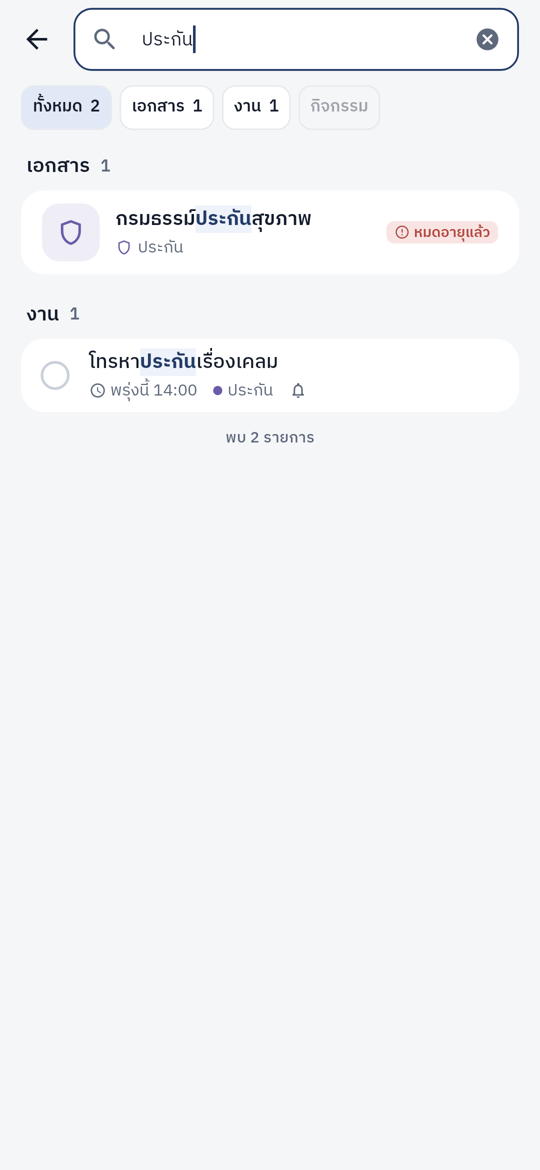 ประกัน
ทั้งหมด 2 เอกสาร 1 งาน 1 กิจกรรม
เอกสาร 1
กรมธรรม์ประกันสุขภาพ
ประกัน
หมดอายุแล้ว
งาน 1
โทรหาประกันเรื่องเคลม
พรุ่งนี้ 14:00 ประกัน
พบ 2 รายการ